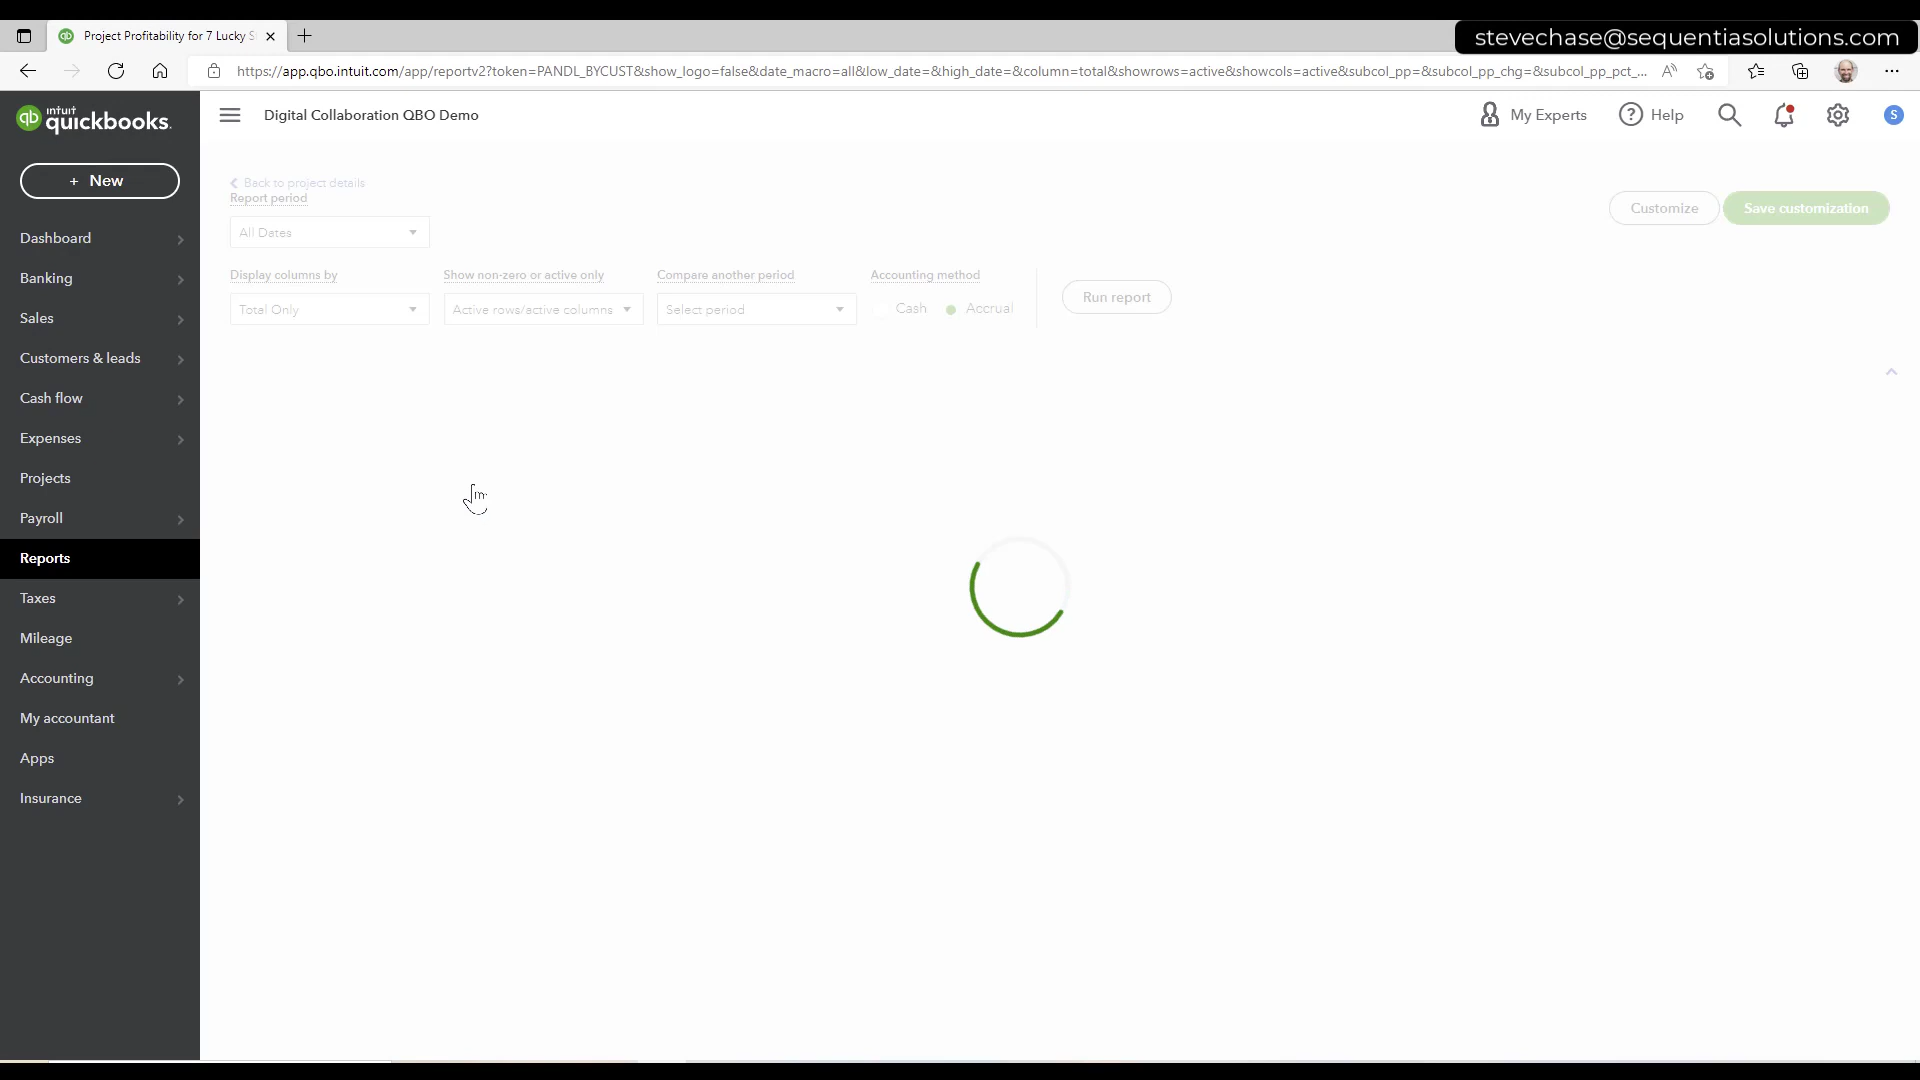 Project Profitability for 7 Lucky S
stevechase@sequentiasolutions.com
https://app.qbo.intuit.com/app/reportv2?token=PANDL_BYCUST&show_logo=false&date_macro=all&low_date=&high_date=&column=total&showrows=active&showcols=active&subcol_pp=&subcol_pp_chg=&subcol_pp_pct_...
intuit
quickbooks.
Digital Collaboration QBO Demo
My Experts
Help
S
+ New
Dashboard
Banking
Sales
Customers & leads
Cash flow
Expenses
Projects
Payroll
Reports
Taxes
Mileage
Accounting
My accountant
Apps
Insurance
Back to project details
Report period
All Dates
Customize
Save customization
Display columns by
Show non-zero or active only
Compare another period
Accounting method
Total Only
Active rows/active columns
Select period
Cash
Accrual
Run report